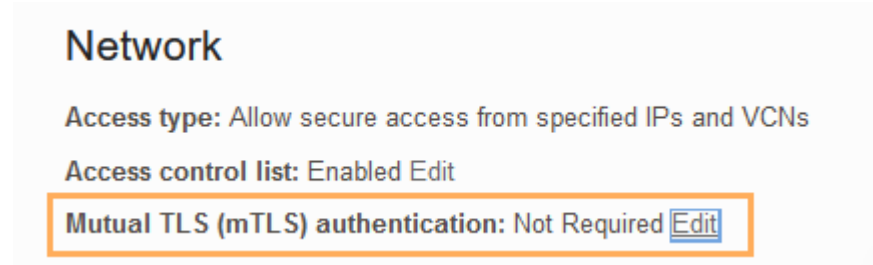 Network
Access type: Allow secure access from specified IPs and VCNs
Access control list: Enabled Edit
Mutual TLS (mTLS) authentication: Not Required Edit